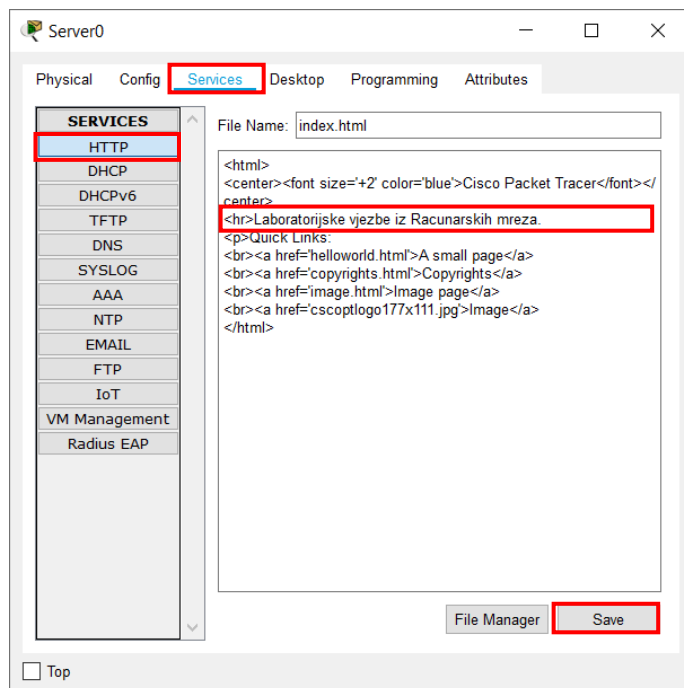 Server0
Physical Config Services Desktop Programming Attributes
SERVICES
HTTP
DHCP
DHCPv6
TFTP
DNS
SYSLOG
AAA
NTP
EMAIL
FTP
IoT
VM Management
Radius EAP
File Name: index.html
<html>
<center><font size='+2' color='blue'>Cisco Packet Tracer</font></
center>
<hr>Laboratorijske vjezbe iz Racunarskih mreza.
<p>Quick Links:
<br><a href='helloworld.html'>A small page</a>
<br><a href='copyrights.html'>Copyrights</a>
<br><a href='image.html'>Image page</a>
<br><a href='cscoptlogo177x111.jpg'>Image</a>
</html>
File Manager Save
Top